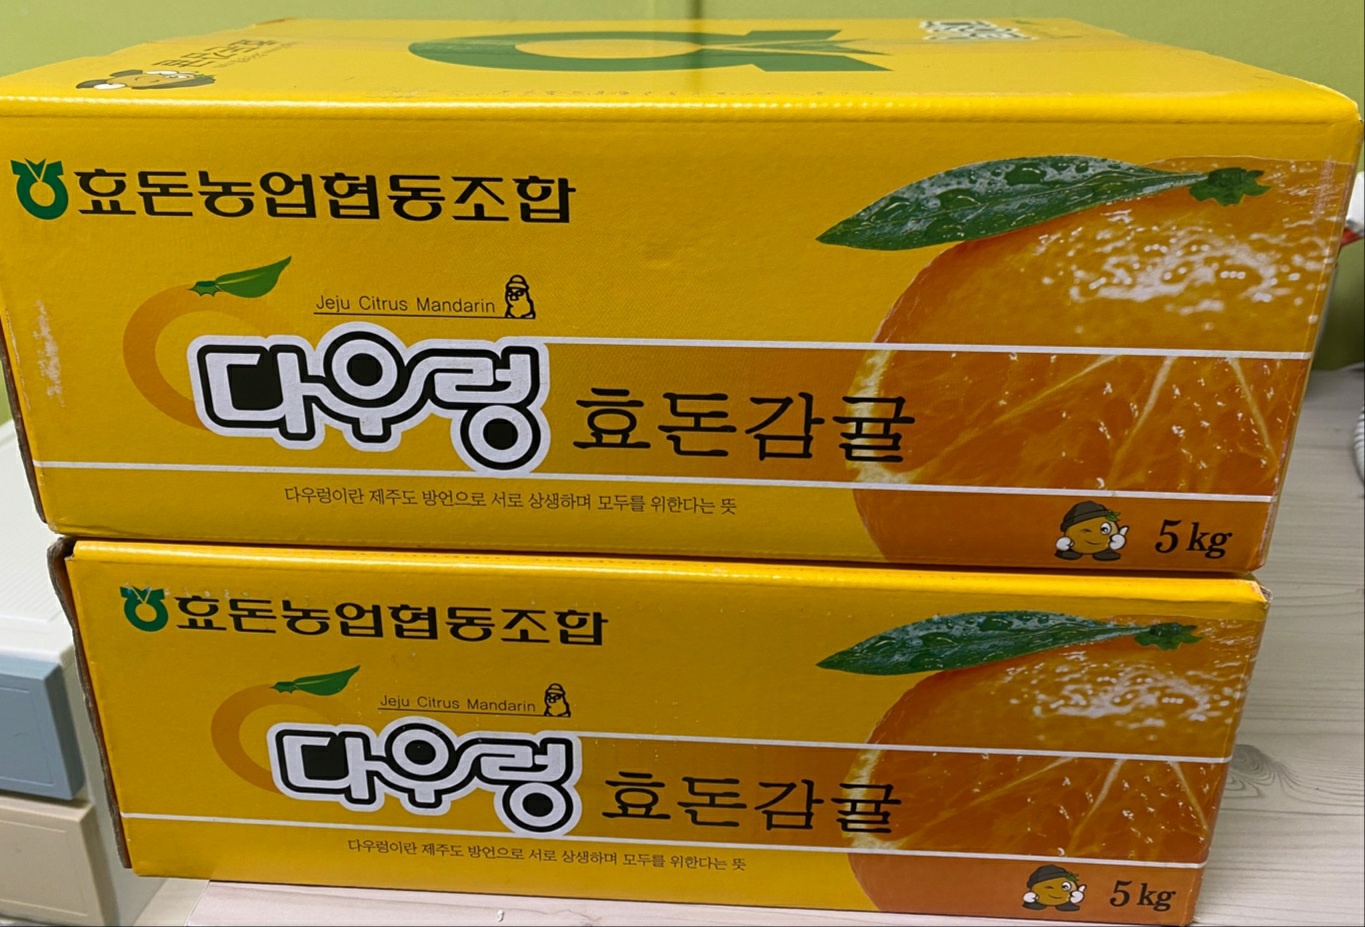 효돈농업협동조합
Jeju Citrus Mandarin
다우렁 효돈감귤
다우렁이란 제주도 방언으로 서로 상생하며 모두를 위한다는 뜻
5 kg
효돈농업협동조합
Jeju Citrus Mandarin
다우렁 효돈감귤
다우렁이란 제주도 방언으로 서로 상생하며 모두를 위한다는 뜻
5 kg